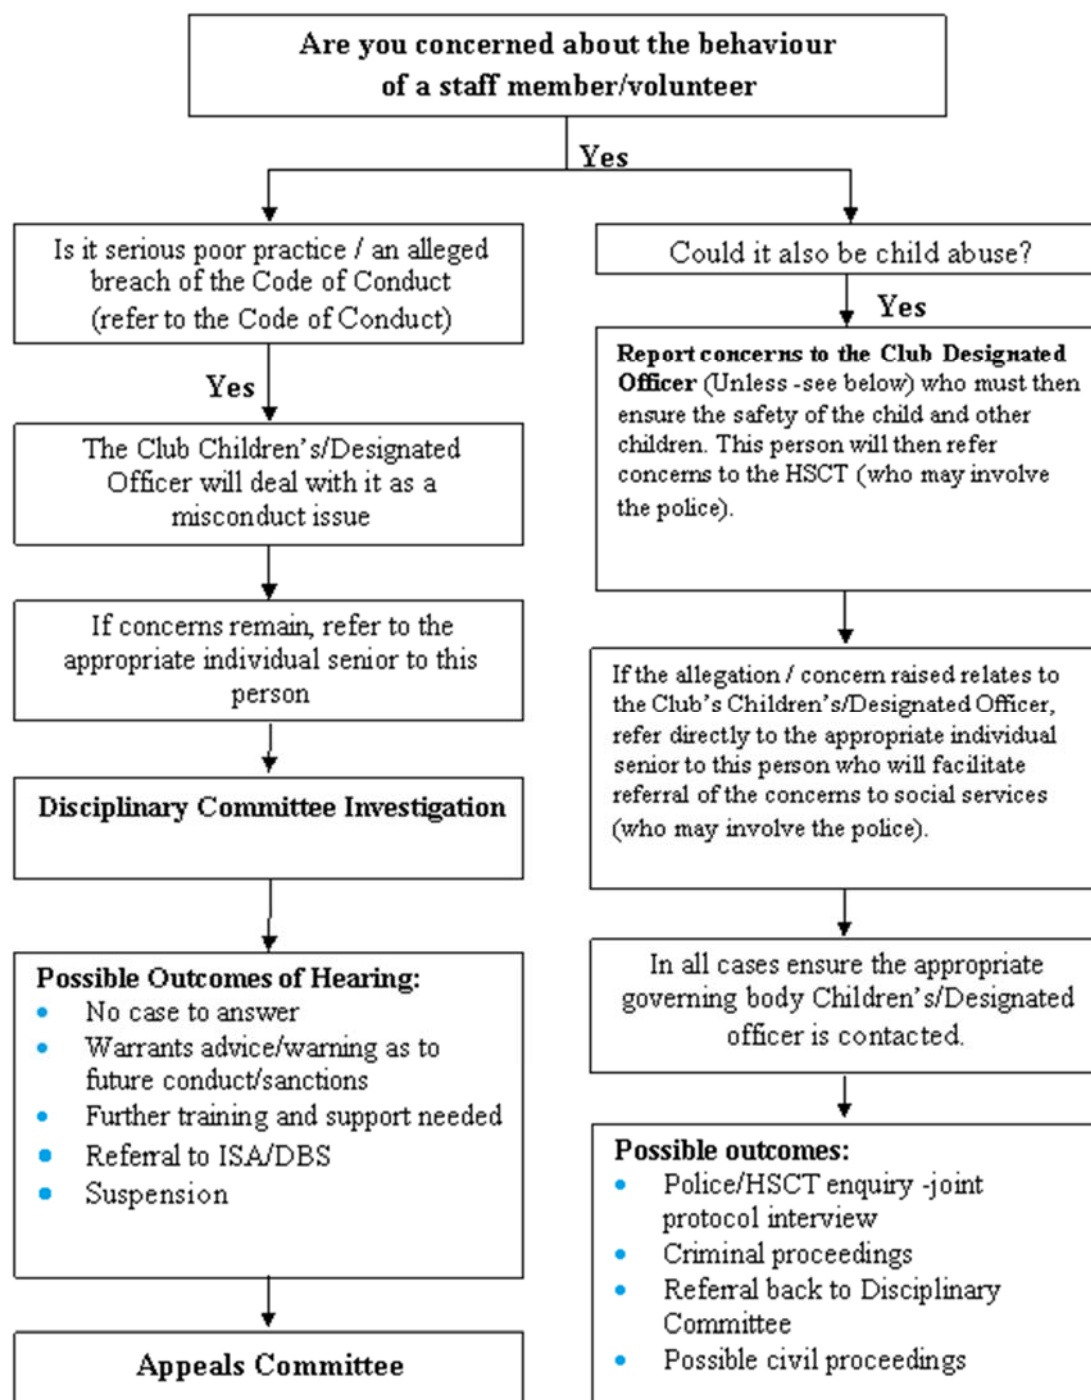 Are you concerned about the behaviour
of a staff member/volunteer
Yes
Is it serious poor practice / an alleged
breach of the Code of Conduct
(refer to the Code of Conduct)
Yes
The Club Children's/Designated
Officer will deal with it as a
misconduct issue
If concerns remain, refer to the
appropriate individual senior to this
person
Disciplinary Committee Investigation
Possible Outcomes of Hearing:
• No case to answer
• Warrants advice/warning as to
future conduct/sanctions
• Further training and support needed
• Referral to ISA/DBS
• Suspension
Appeals Committee
Could it also be child abuse?
Yes
Report concerns to the Club Designated
Officer (Unless -see below) who must then
ensure the safety of the child and other
children. This person will then refer
concerns to the HSCT (who may involve
the police).
If the allegation / concern raised relates to
the Club's Children's/Designated Officer,
refer directly to the appropriate individual
senior to this person who will facilitate
referral of the concerns to social services
(who may involve the police).
In all cases ensure the appropriate
governing body Children's/Designated
officer is contacted.
Possible outcomes:
• Police/HSCT enquiry -joint
protocol interview
• Criminal proceedings
• Referral back to Disciplinary
Committee
• Possible civil proceedings